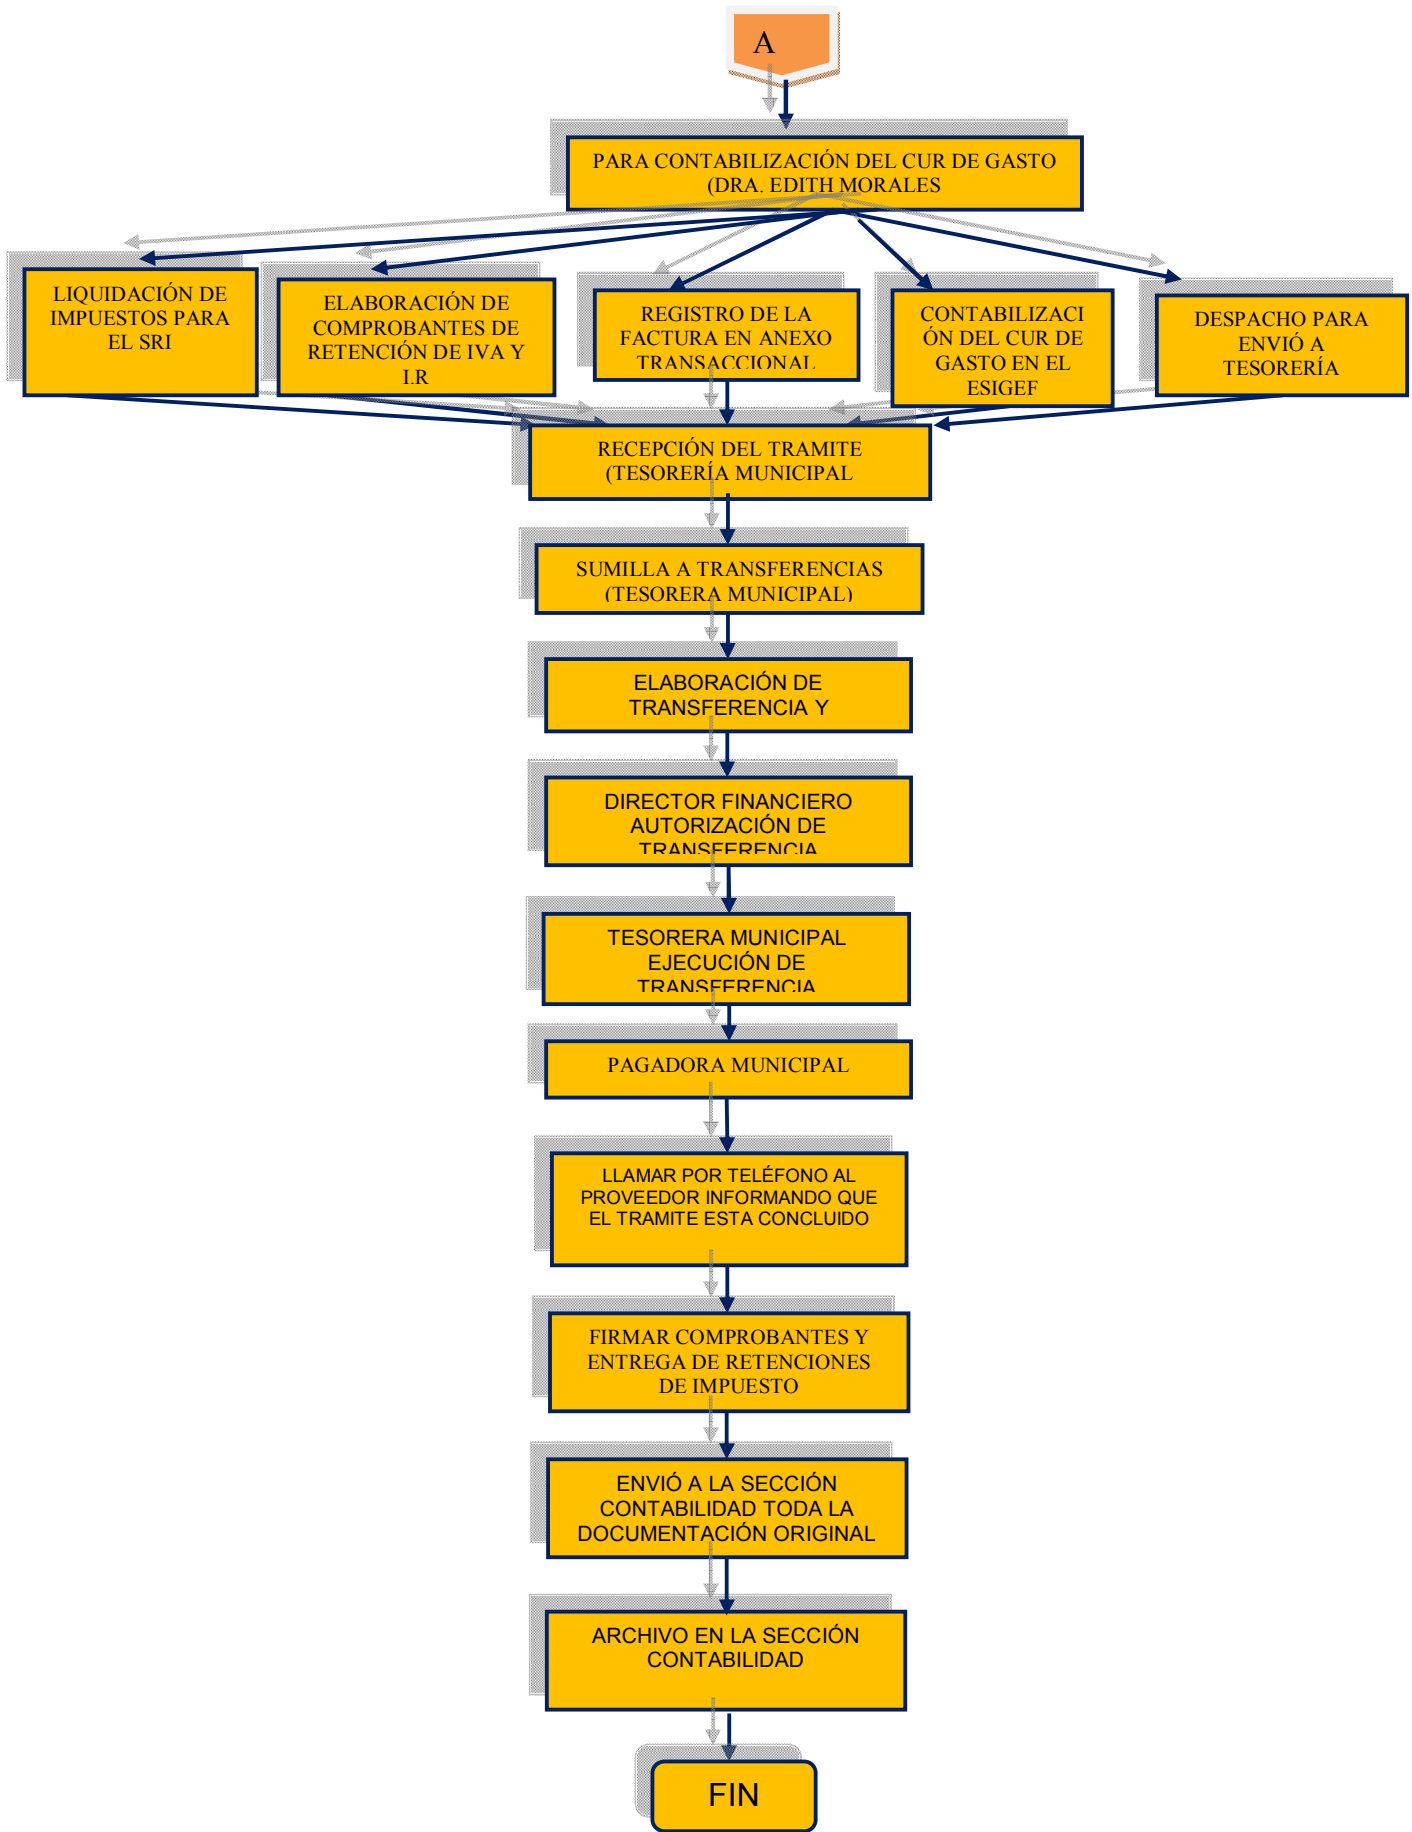 A
PARA CONTABILIZACIÓN DEL CUR DE GASTO
(DRA. EDITH MORALES
LIQUIDACIÓN DE
IMPUESTOS PARA
EL SRI
ELABORACIÓN DE
COMPROBANTES DE
RETENCIÓN DE IVA Y
I.R
REGISTRO DE LA
FACTURA EN ANEXO
TRANSACCIONAL
CONTABILIZACI
ÓN DEL CUR DE
GASTO EN EL
ESIGEF
DESPACHO PARA
ENVIÓ A
TESORERÍA
RECEPCIÓN DEL TRAMITE
(TESORERÍA MUNICIPAL
SUMILLA A TRANSFERENCIAS
(TESORERA MUNICIPAL)
ELABORACIÓN DE
TRANSFERENCIA Y
DIRECTOR FINANCIERO
AUTORIZACIÓN DE
TRANSFERENCIA
TESORERA MUNICIPAL
EJECUCIÓN DE
TRANSFERENCIA
PAGADORA MUNICIPAL
LLAMAR POR TELÉFONO AL
PROVEEDOR INFORMANDO QUE
EL TRAMITE ESTA CONCLUIDO
FIRMAR COMPROBANTES Y
ENTREGA DE RETENCIONES
DE IMPUESTO
ENVIÓ A LA SECCIÓN
CONTABILIDAD TODA LA
DOCUMENTACIÓN ORIGINAL
ARCHIVO EN LA SECCIÓN
CONTABILIDAD
FIN